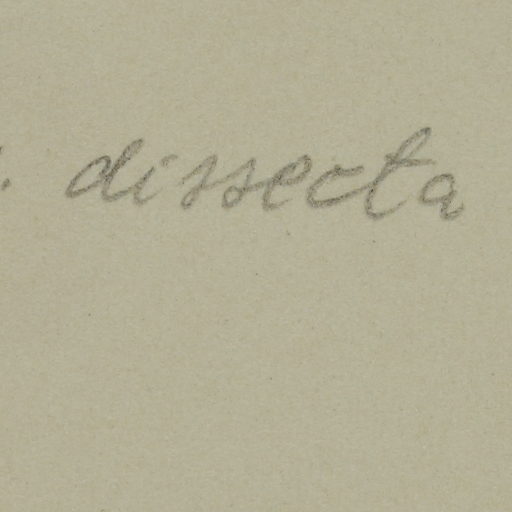 . dissecta